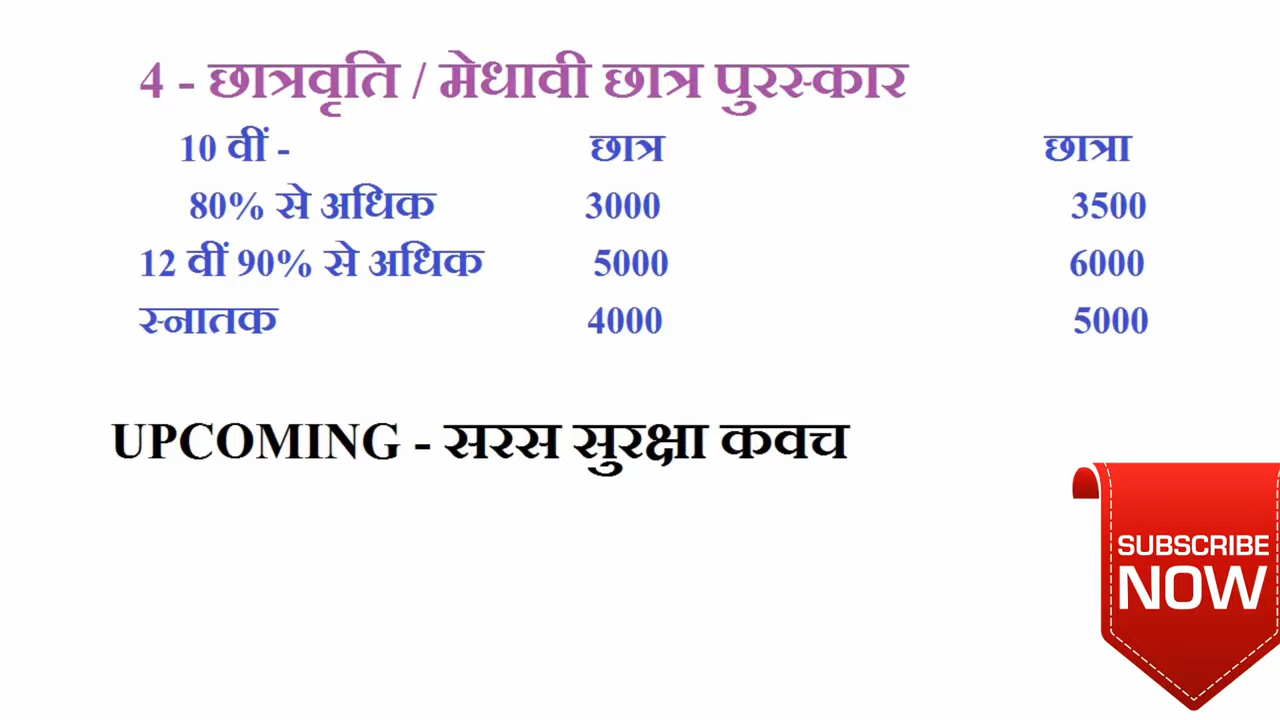 4 - छात्रवृति / मेधावी छात्र पुरस्कार
10 वीं - छात्र छात्रा
80% से अधिक 3000 3500
12 वीं 90% से अधिक 5000 6000
स्नातक 4000 5000
UPCOMING - सरस सुरक्षा कवच
SUBSCRIBE
NOW